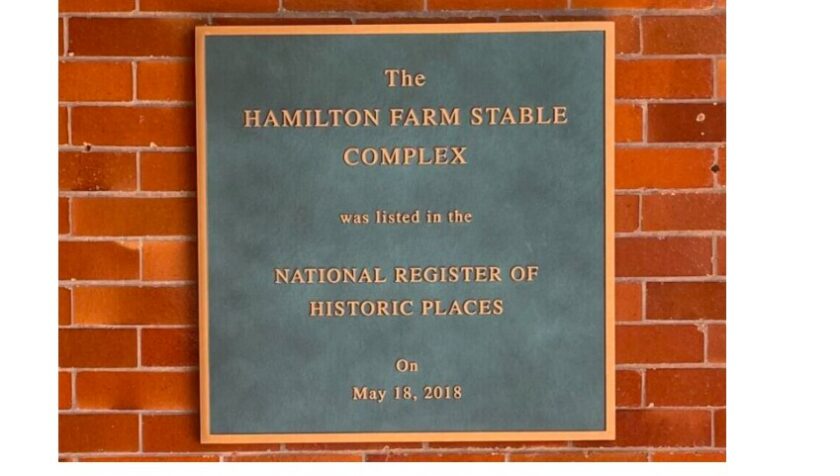 The
HAMILTON FARM STABLE
COMPLEX
was listed in the
NATIONAL REGISTER OF
HISTORIC PLACES
On
May 18, 2018